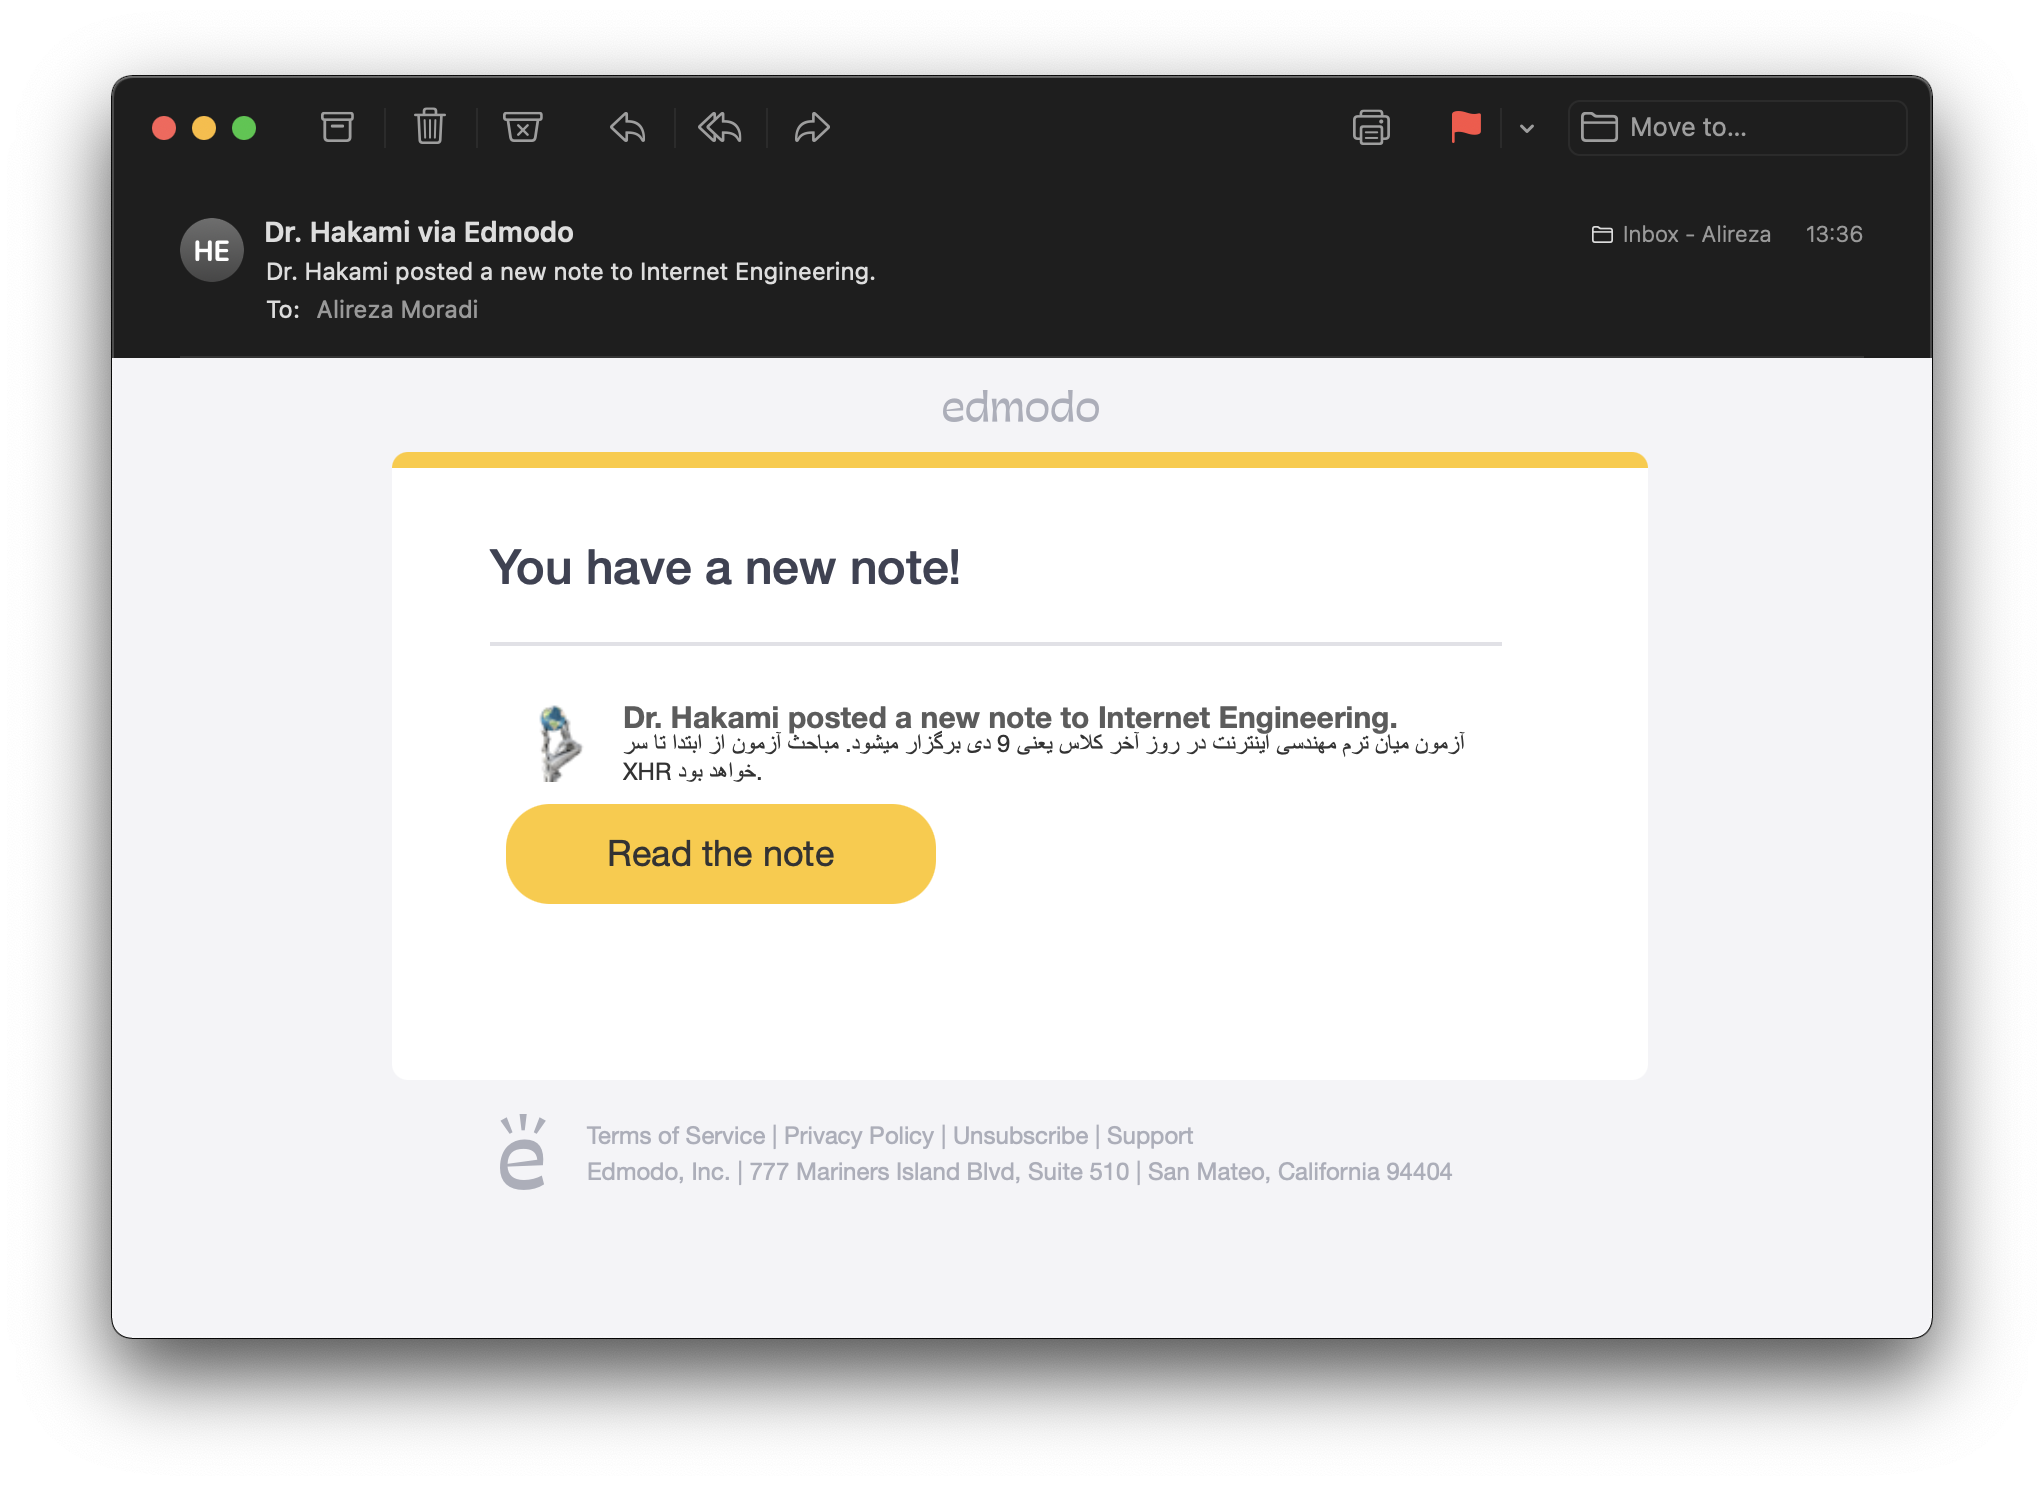 Move to...
HE
Dr. Hakami via Edmodo
Inbox - Alireza 13:36
Dr. Hakami posted a new note to Internet Engineering.
To: Alireza Moradi
edmodo
You have a new note!
Dr. Hakami posted a new note to Internet Engineering.
آزمون میان ترم مهندسی اینترنت در روز آخر کلاس یعنی 9 دی برگزار میشود. مباحث آزمون از ابتدا تا سر
XHR خواهد بود.
Read the note
Terms of Service | Privacy Policy | Unsubscribe | Support
Edmodo, Inc. | 777 Mariners Island Blvd, Suite 510 | San Mateo, California 94404